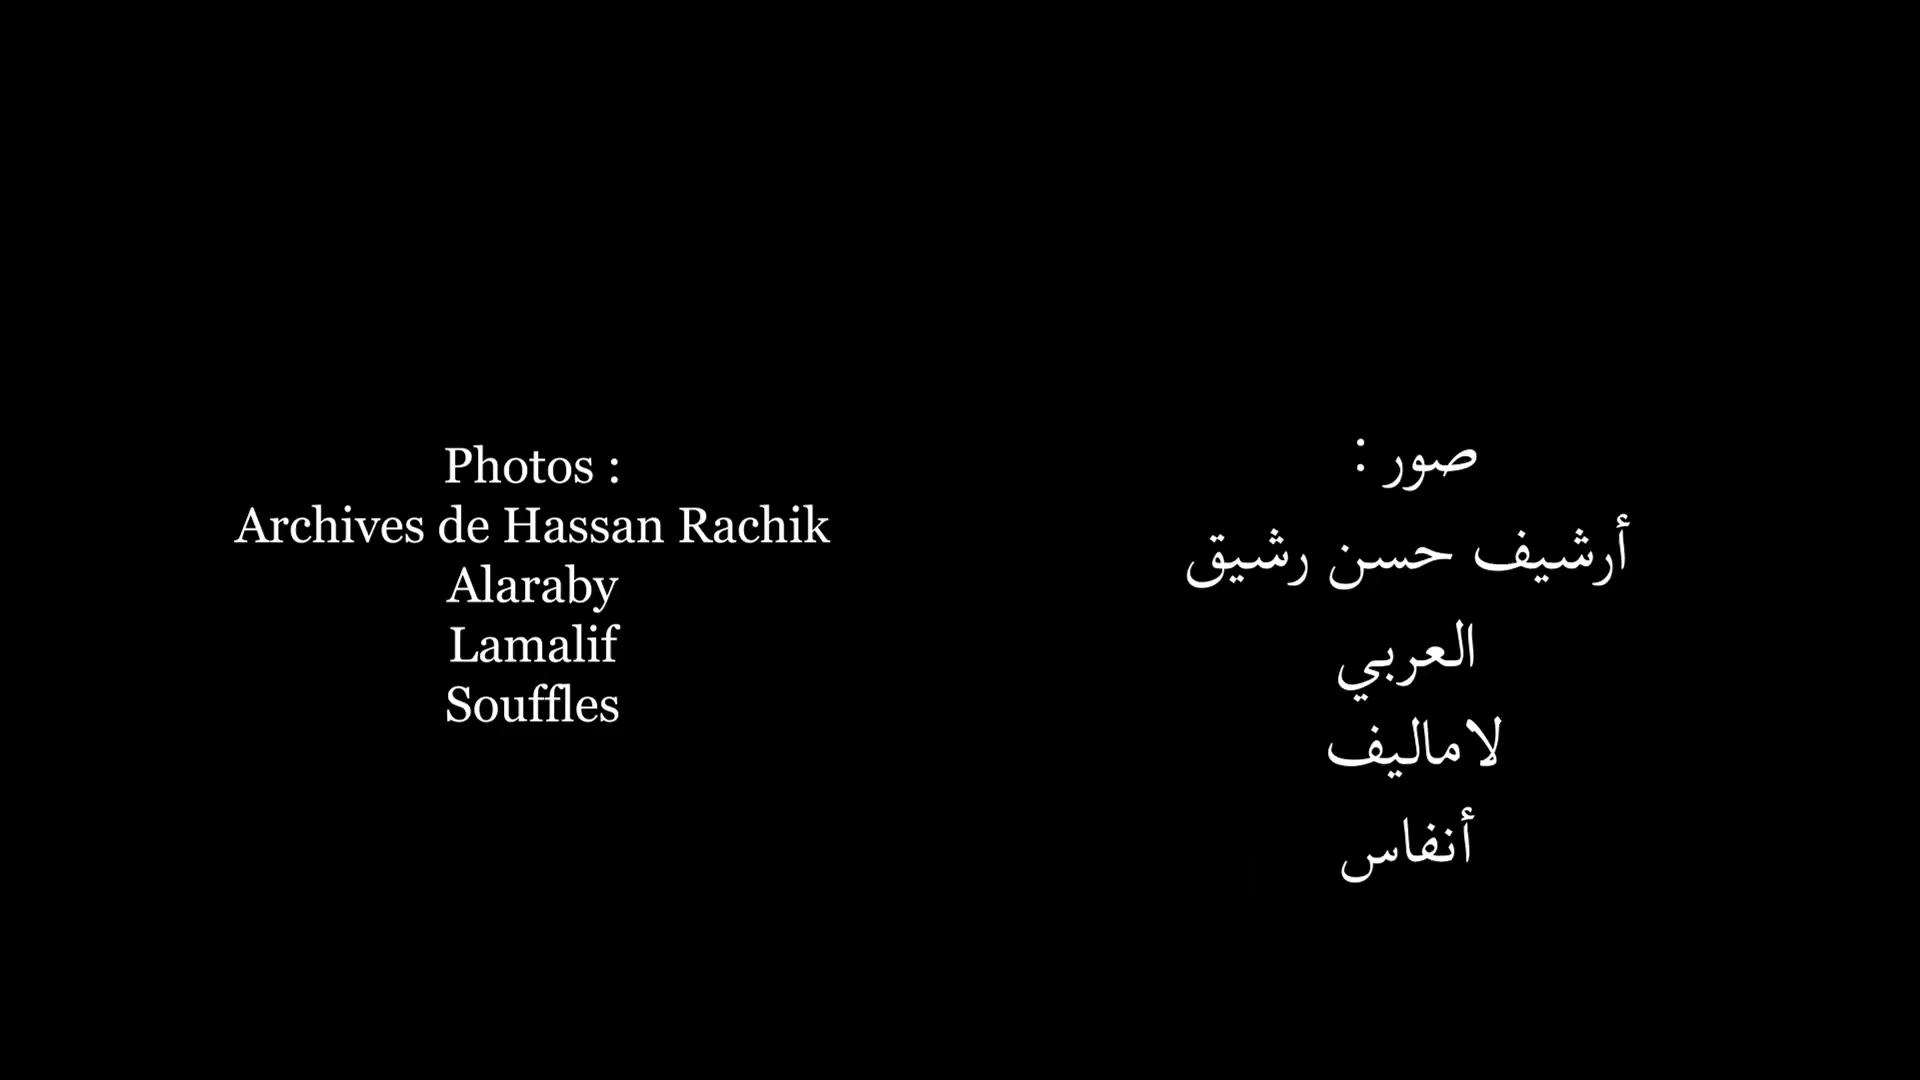 Photos :
Archives de Hassan Rachik
Alaraby
Lamalif
Souffles
صور :
أرشيف حسن رشيق
العربي
لاماليف
أنفاس